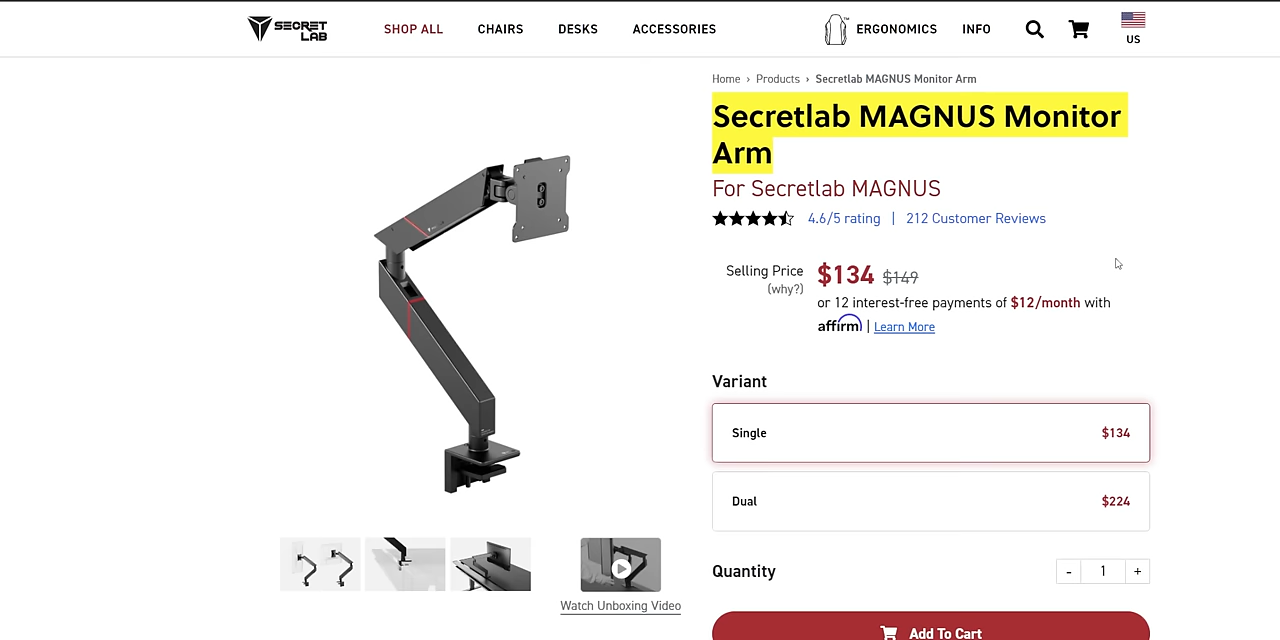 SECRET LAB
SHOP ALL
CHAIRS
DESKS
ACCESSORIES
ERGONOMICS
INFO
US
Home › Products › Secretlab MAGNUS Monitor Arm
Secretlab MAGNUS Monitor
Arm
For Secretlab MAGNUS
4.6/5 rating | 212 Customer Reviews
Selling Price $134 $149
(why?)
or 12 interest-free payments of $12/month with
affirm | Learn More
Variant
Single $134
Dual $224
Quantity - 1 +
Watch Unboxing Video
Add To Cart